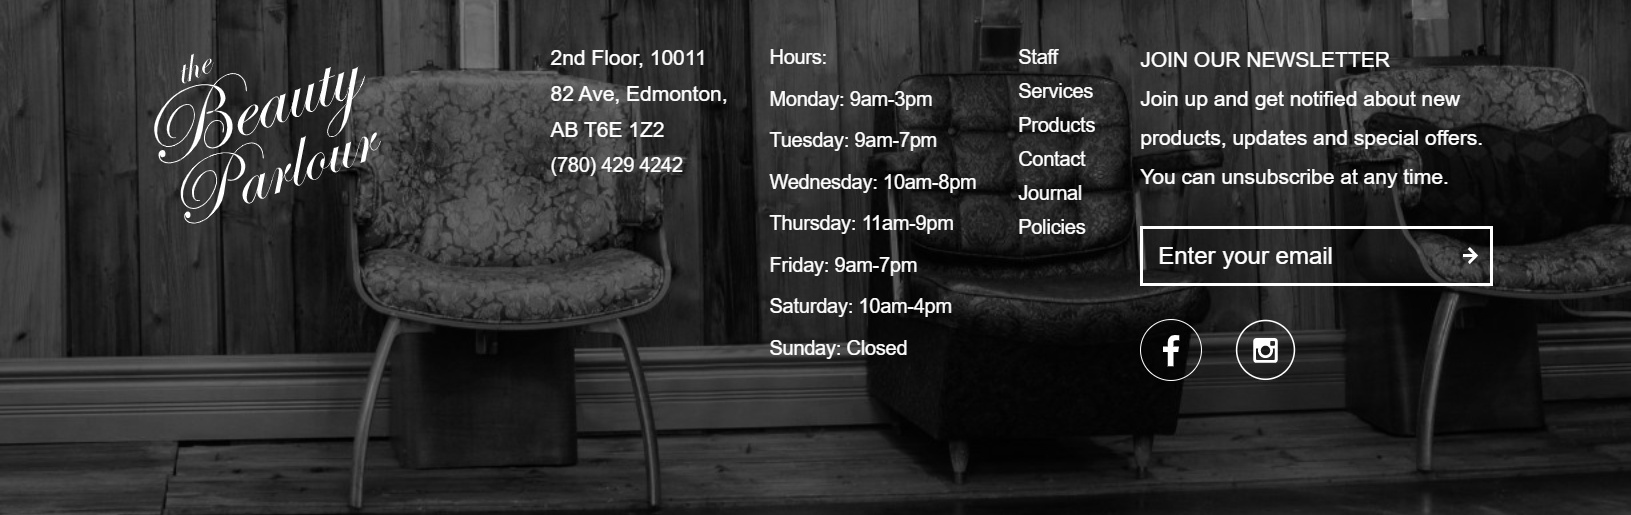 the
Beauty
Parlour
2nd Floor, 10011
82 Ave, Edmonton,
AB T6E 1Z2
(780) 429 4242
Hours:
Monday: 9am-3pm
Tuesday: 9am-7pm
Wednesday: 10am-8pm
Thursday: 11am-9pm
Friday: 9am-7pm
Saturday: 10am-4pm
Sunday: Closed
Staff
Services
Products
Contact
Journal
Policies
JOIN OUR NEWSLETTER
Join up and get notified about new
products, updates and special offers.
You can unsubscribe at any time.
Enter your email